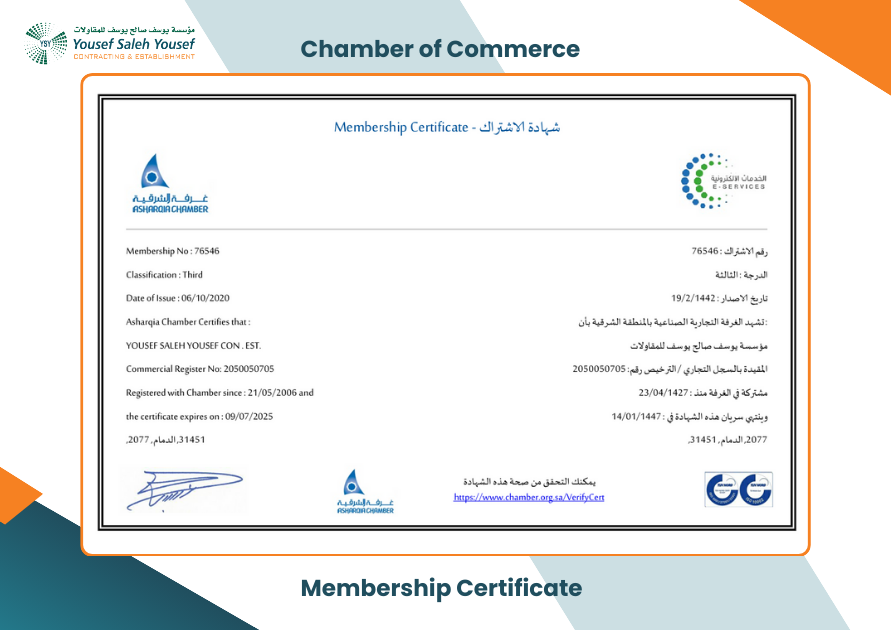 مؤسسة يوسف صالح يوسف للمقاولات
YSY
Yousef Saleh Yousef
CONTRACTING & ESTABLISHMENT
Chamber of Commerce
Membership Certificate - شهادة الاشتراك
غرفة الشرقية
ASHARQIA CHAMBER
الخدمات الالكترونية
E-SERVICES
Membership No : 76546
رقم الاشتراك : 76546
Classification : Third
الدرجة : الثالثة
Date of Issue : 06/10/2020
تاريخ الاصدار : 19/2/1442
Asharqia Chamber Certifies that :
تشهد الغرفة التجارية الصناعية بالمنطقة الشرقية بأن:
YOUSEF SALEH YOUSEF CON . EST.
مؤسسة يوسف صالح يوسف للمقاولات
Commercial Register No: 2050050705
المقيدة بالسجل التجاري / الترخيص رقم: 2050050705
Registered with Chamber since : 21/05/2006 and
مشتركة في الغرفة منذ : 23/04/1427
the certificate expires on : 09/07/2025
وينتهي سريان هذه الشهادة في : 14/01/1447
31451,الدمام, 2077,
2077,الدمام, 31451,
غرفة الشرقية
ASHARQIA CHAMBER
يمكنك التحقق من صحة هذه الشهادة
https://www.chamber.org.sa/VerifyCert
Membership Certificate